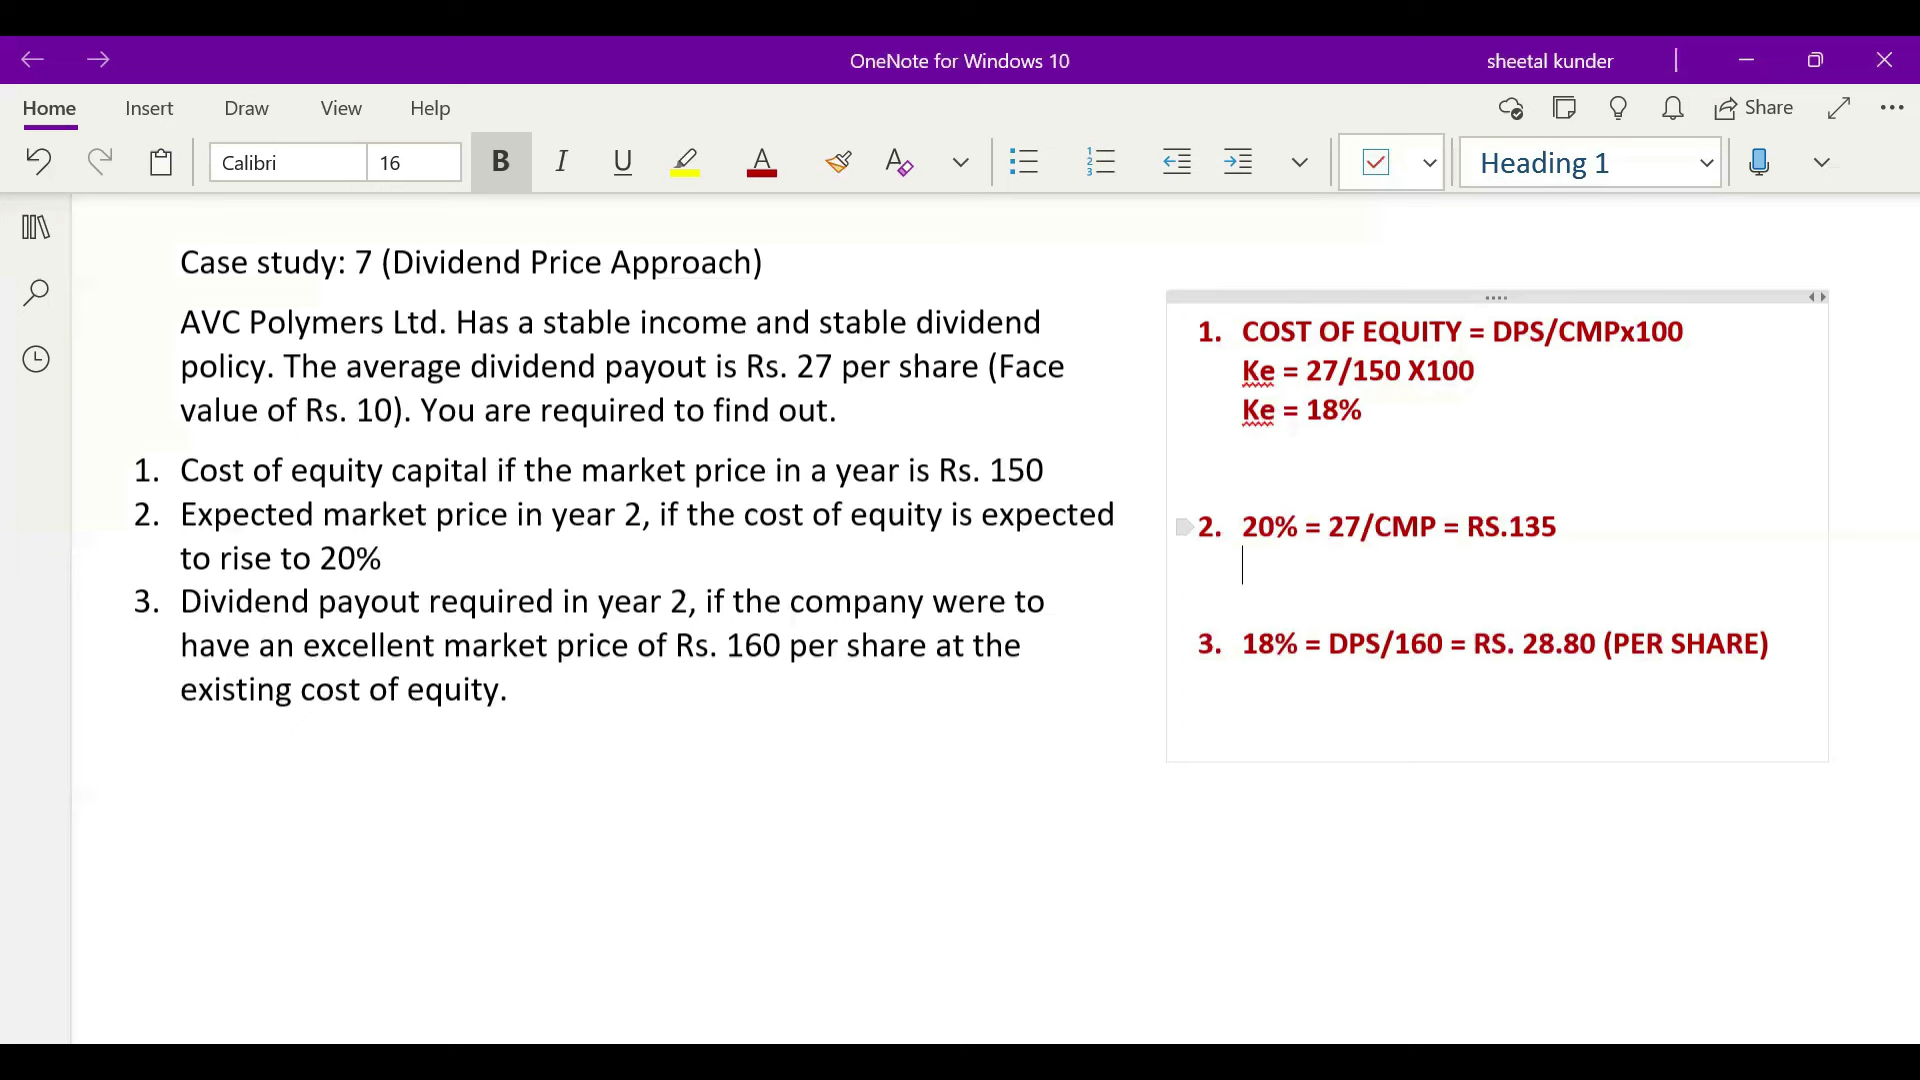 OneNote for Windows 10
sheetal kunder
Home Insert Draw View Help
Share
Calibri 16 B I U A A Heading 1
Case study: 7 (Dividend Price Approach)
AVC Polymers Ltd. Has a stable income and stable dividend
policy. The average dividend payout is Rs. 27 per share (Face
value of Rs. 10). You are required to find out.
1. Cost of equity capital if the market price in a year is Rs. 150
2. Expected market price in year 2, if the cost of equity is expected
to rise to 20%
3. Dividend payout required in year 2, if the company were to
have an excellent market price of Rs. 160 per share at the
existing cost of equity.
1. COST OF EQUITY = DPS/CMPx100
Ke = 27/150 X100
Ke = 18%
2. 20% = 27/CMP = RS.135
3. 18% = DPS/160 = RS. 28.80 (PER SHARE)